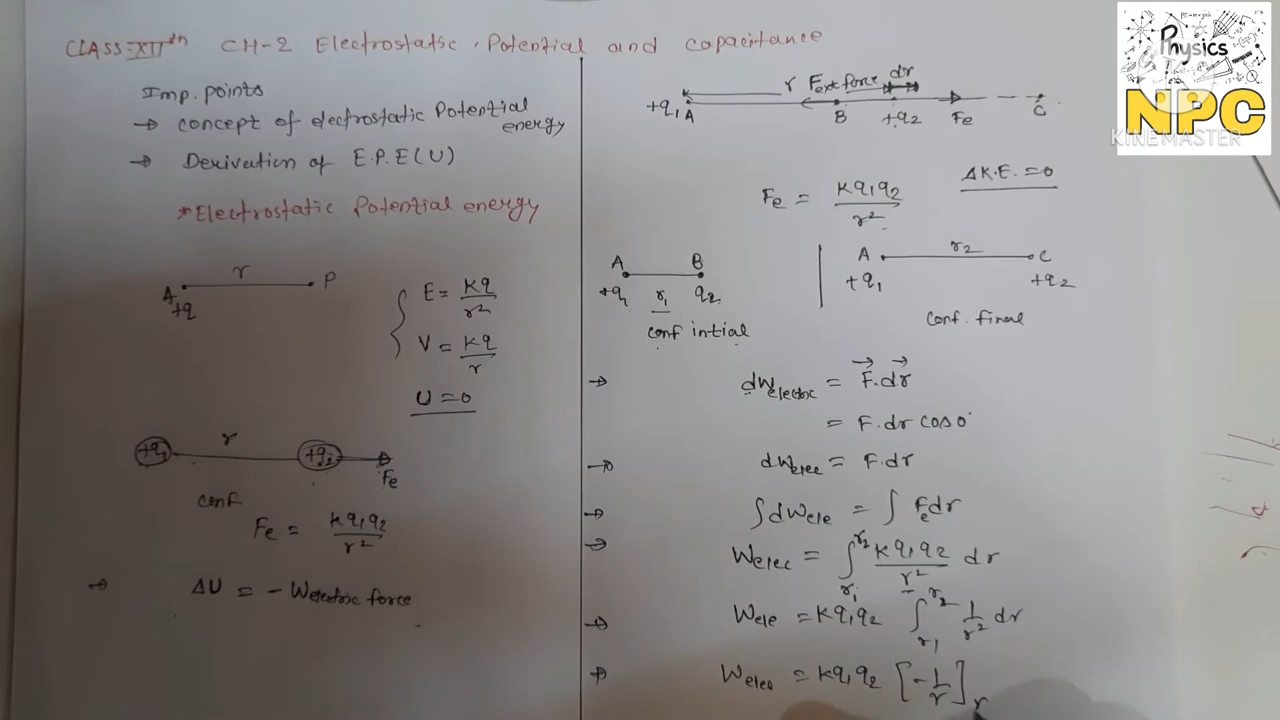 CLASS-XIIth CH-2 Electrostatic Potential and capacitance
Imp. points
→ concept of electrostatic Potential energy
→ Derivation of E.P.E(U)
*Electrostatic Potential energy
r
A P
+q
E = Kq/r²
V = Kq/r
U = 0
+q1 r +q2
Fe
conf
Fe = Kq1q2/r²
→ ΔU = - Welectric force
r Fext force dr
+q1 A B +q2 Fe C
Fe = Kq1q2/r² ΔK.E. = 0
A B
+q1 r1 q2
conf intial
A r2 C
+q1 +q2
conf. final
→ dWelectric = F⃗.dr⃗
= F.dr cos0°
→ dWelec = F.dr
→ ∫dWele = ∫ Fedr
→ Welec = ∫r1r2 Kq1q2/r² dr
→ Wele = Kq1q2 ∫r1r2 1/r² dr
→ Welec = Kq1q2 [-1/r]r
Physics
NPC
KINEMASTER